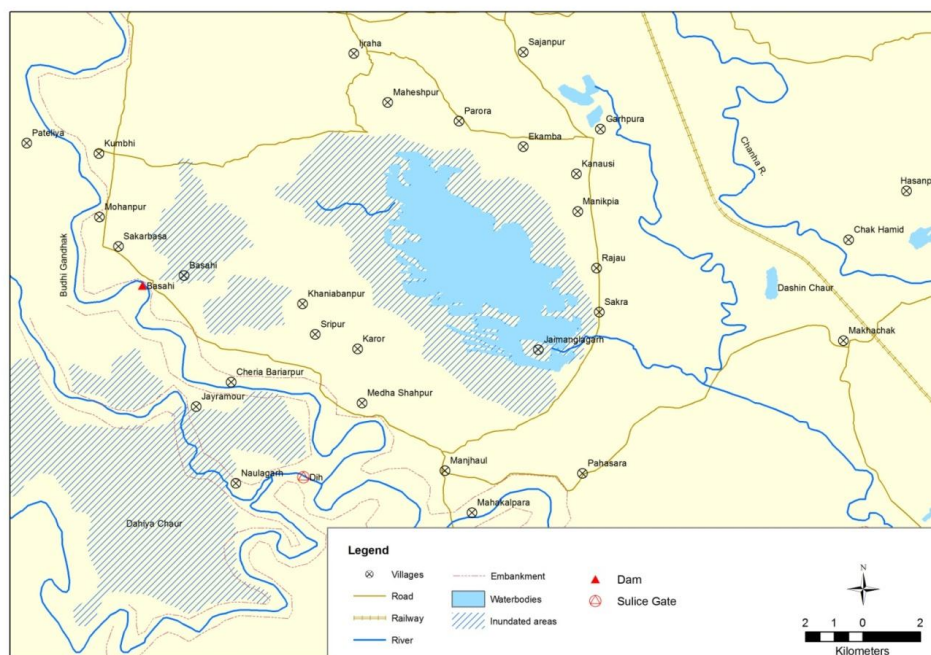 Ijraha
Sajanpur
Maheshpur
Parora
Garhpura
Pateliya
Kumbhi
Ekamba
Chanha R.
Kanausi
Hasanp
Mohanpur
Manikpia
Sakarbasa
Chak Hamid
Budhi Gandhak
Basahi
Rajau
Basahi
Dashin Chaur
Khaniabanpur
Sakra
Sripur
Karor
Jaimanglagarh
Makhachak
Cheria Bariarpur
Jayramour
Medha Shahpur
Manjhaul
Pahasara
Naulagarh
Dih
Mahakalpara
Dahiya Chaur
Legend
Villages
Road
Railway
River
Embankment
Waterbodies
Inundated areas
Dam
Sulice Gate
N
2 1 0 2
Kilometers